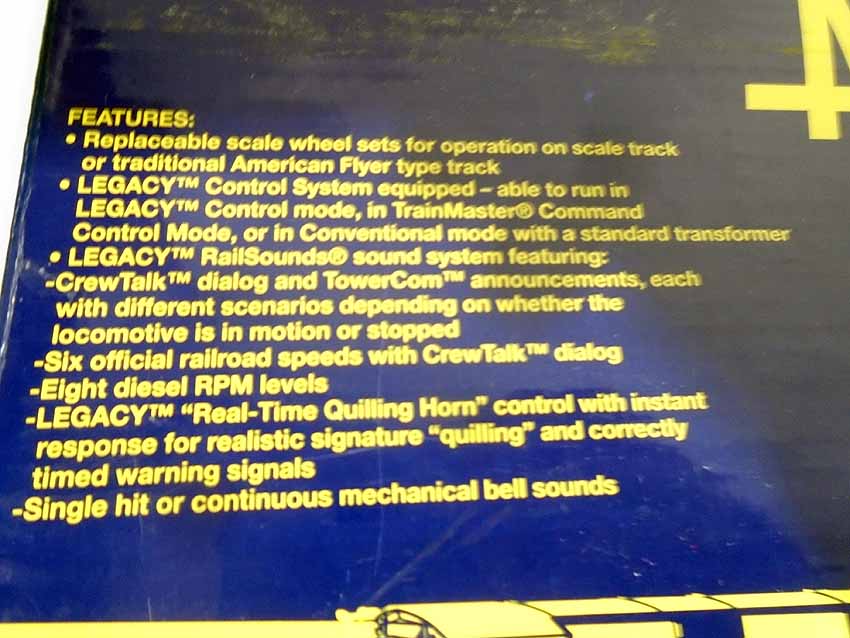 FEATURES:
• Replaceable scale wheel sets for operation on scale track
or traditional American Flyer type track
• LEGACY™ Control System equipped – able to run in
LEGACY™ Control mode, in TrainMaster® Command
Control Mode, or in Conventional mode with a standard transformer
• LEGACY™ RailSounds® sound system featuring:
-CrewTalk™ dialog and TowerCom™ announcements, each
with different scenarios depending on whether the
locomotive is in motion or stopped
-Six official railroad speeds with CrewTalk™ dialog
-Eight diesel RPM levels
-LEGACY™ “Real-Time Quilling Horn” control with instant
response for realistic signature “quilling” and correctly
timed warning signals
-Single hit or continuous mechanical bell sounds